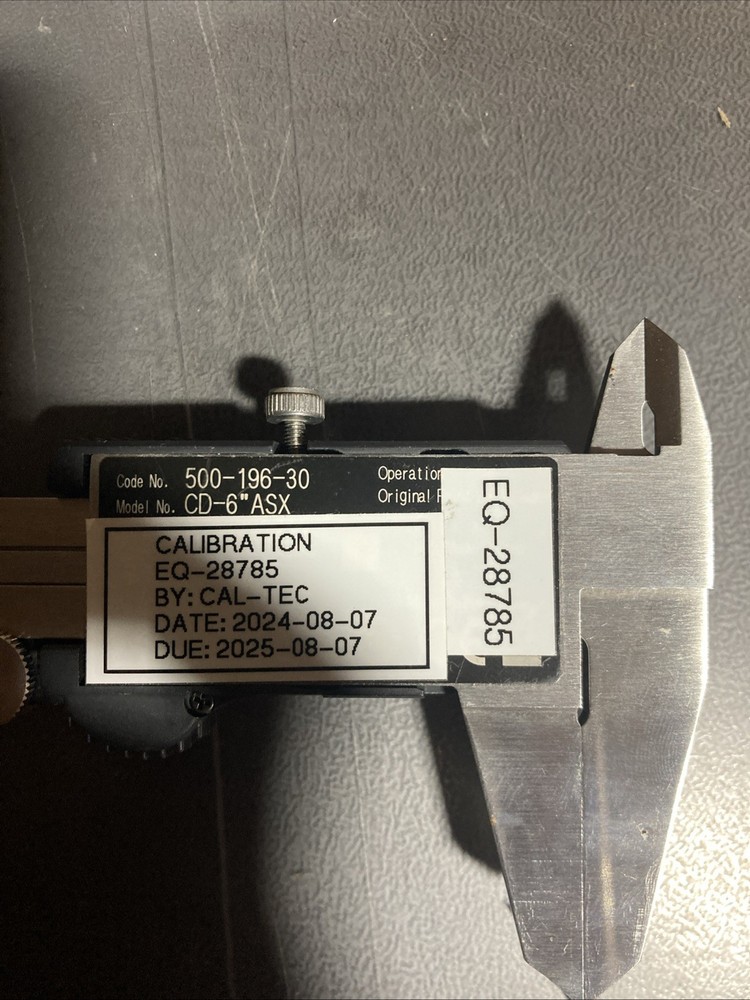 Code No. 500-196-30
Model No. CD-6"ASX
Original
CALIBRATION
EQ-28785
BY: CAL-TEC
DATE: 2024-08-07
DUE: 2025-08-07
EQ-28785